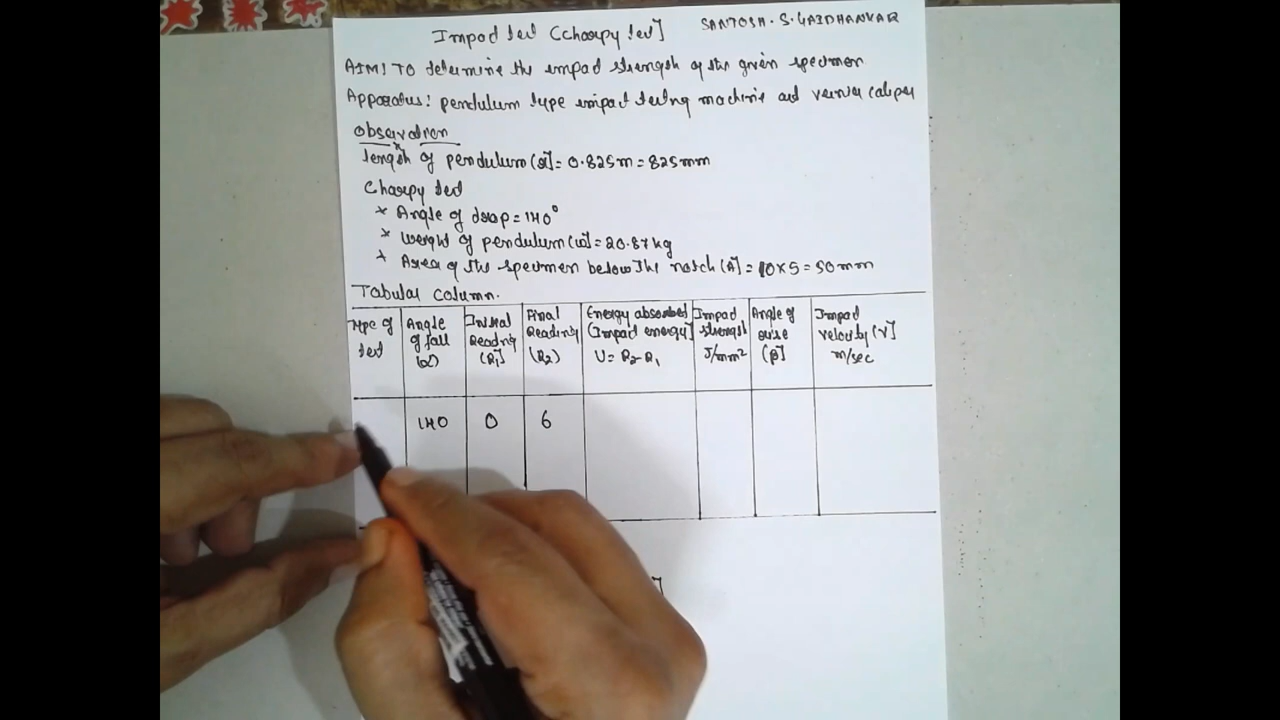 Impact test [Charpy test]
SANTOSH.S.GAIDHANKAR
AIM: TO determine the impact strength of the given specimen
Apparatus: pendulum type impact testing machine and vernier caliper
Observation
length of pendulum (R) = 0.825m = 825mm
Charpy test
* Angle of drop = 140°
* Weight of pendulum (W) = 20.87 kg
* Area of the specimen below the notch [A] = 10 × 5 = 50 mm
Tabular column.
Type of test
Angle of fall (α)
Initial Reading (R1)
Final Reading (R2)
Energy absorbed (Impact energy) U = R2 - R1
Impact strength J/mm²
Angle of rise (β)
Impact velocity (V) m/sec
140 0 6